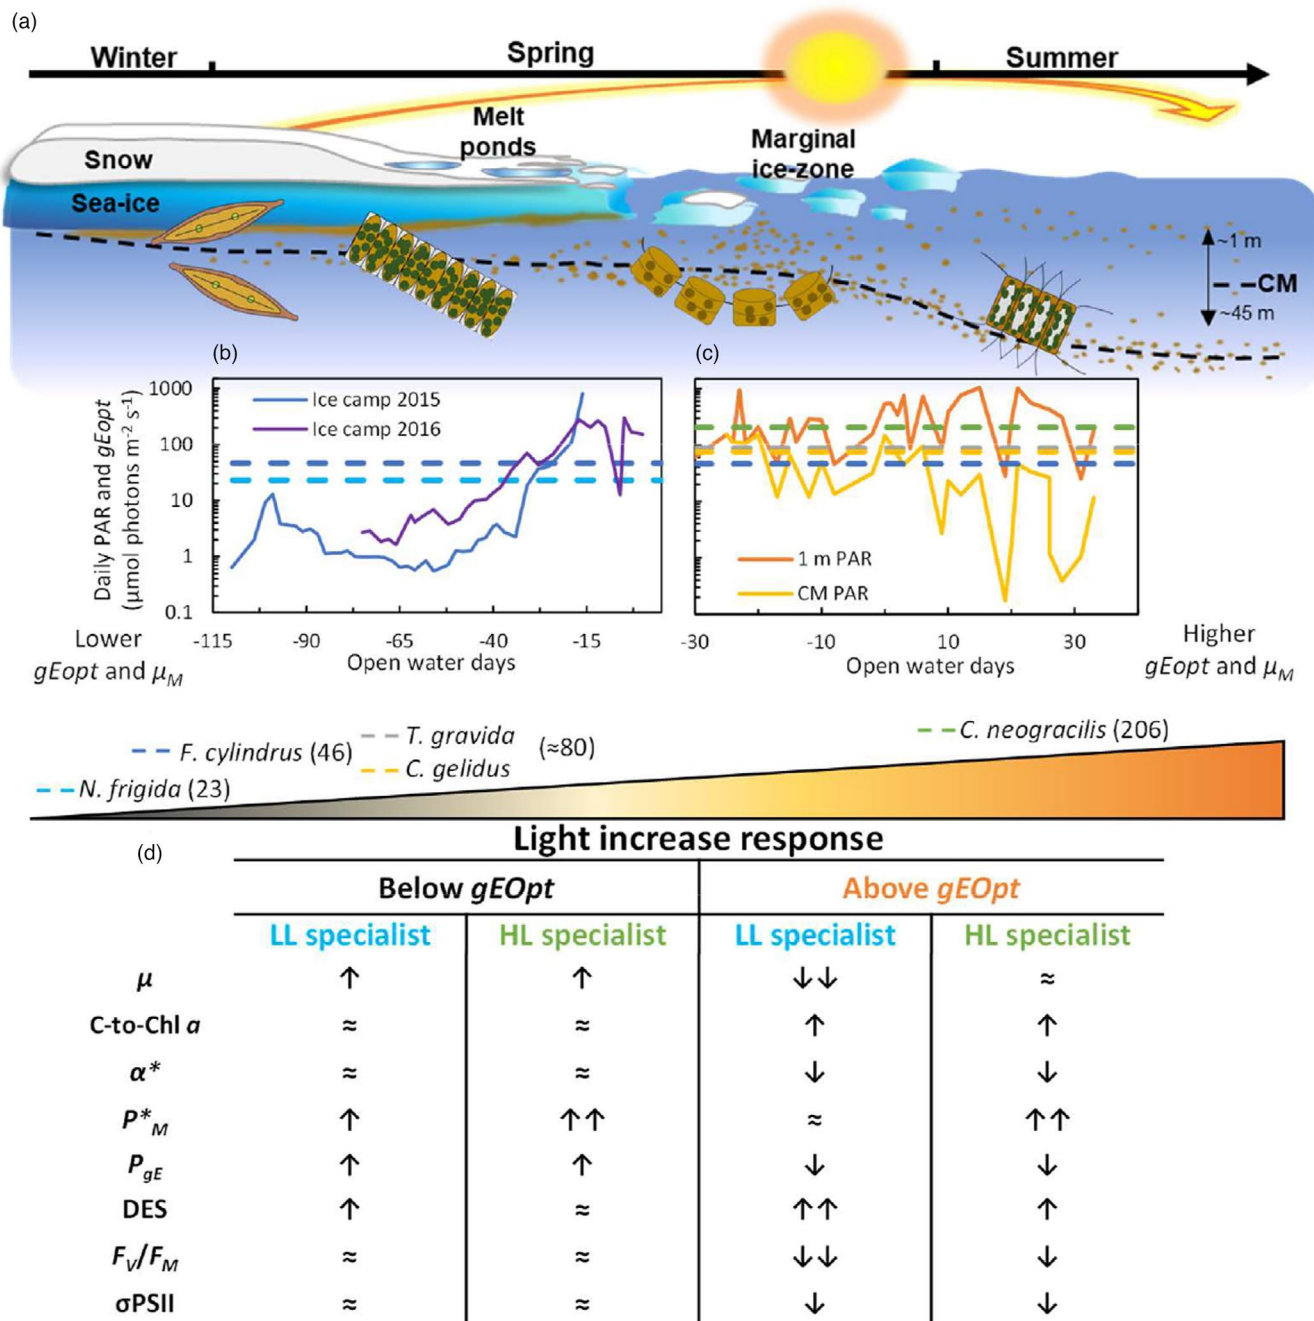 (a)
Winter
Spring
Summer
Melt
ponds
Marginal
ice-zone
Snow
Sea-ice
~1 m
CM
~45 m
(b)
(c)
Daily PAR and gEopt
(μmol photons m⁻² s⁻¹)
1000
100
10
1
0.1
Ice camp 2015
Ice camp 2016
-115 -90 -65 -40 -15
Open water days
1 m PAR
CM PAR
-30 -10 10 30
Open water days
Lower
gEopt and μM
Higher
gEopt and μM
N. frigida (23)
F. cylindrus (46)
T. gravida
C. gelidus
(≈80)
C. neogracilis (206)
(d)
Light increase response
Below gEOpt Above gEOpt
LL specialist HL specialist LL specialist HL specialist
μ ↑ ↑ ↓↓ ≈
C-to-Chl a ≈ ≈ ↑ ↑
α* ≈ ≈ ↓ ↓
P*M ↑ ↑↑ ≈ ↑↑
PgE ↑ ↑ ↓ ↓
DES ↑ ≈ ↑↑ ↑
FV/FM ≈ ≈ ↓↓ ↓
σPSII ≈ ≈ ↓ ↓